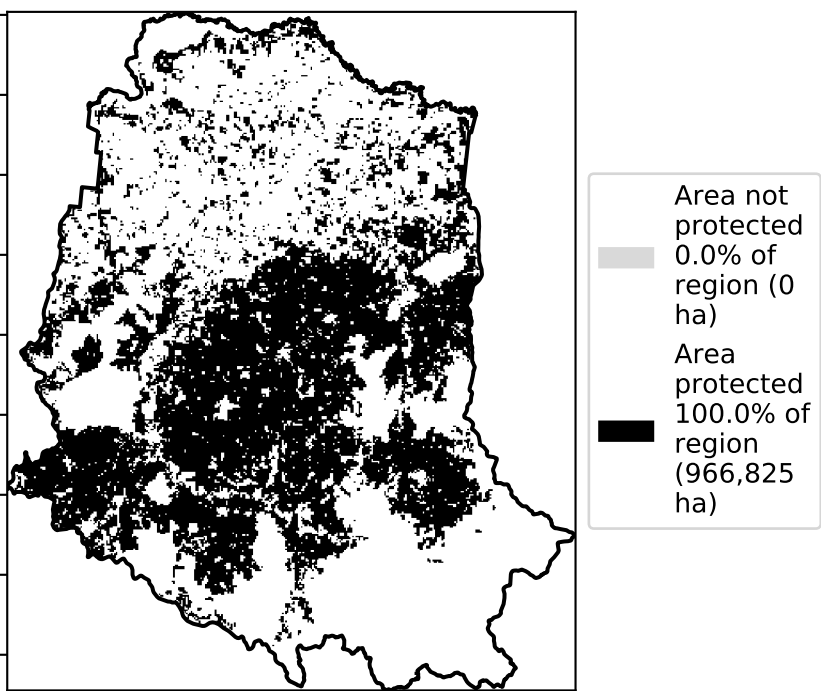 Area not
protected
0.0% of
region (0
ha)
Area
protected
100.0% of
region
(966,825
ha)